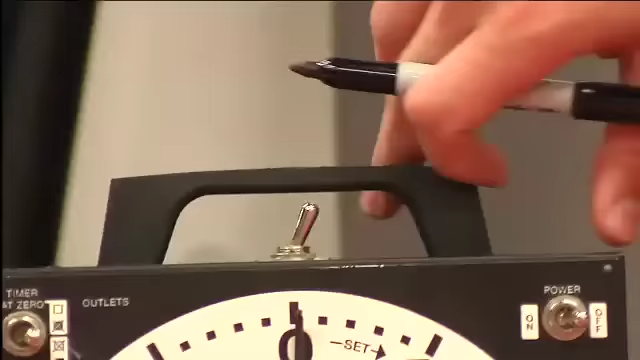 TIMER
AT ZERO
OUTLETS
POWER
ON
OFF
0
SET